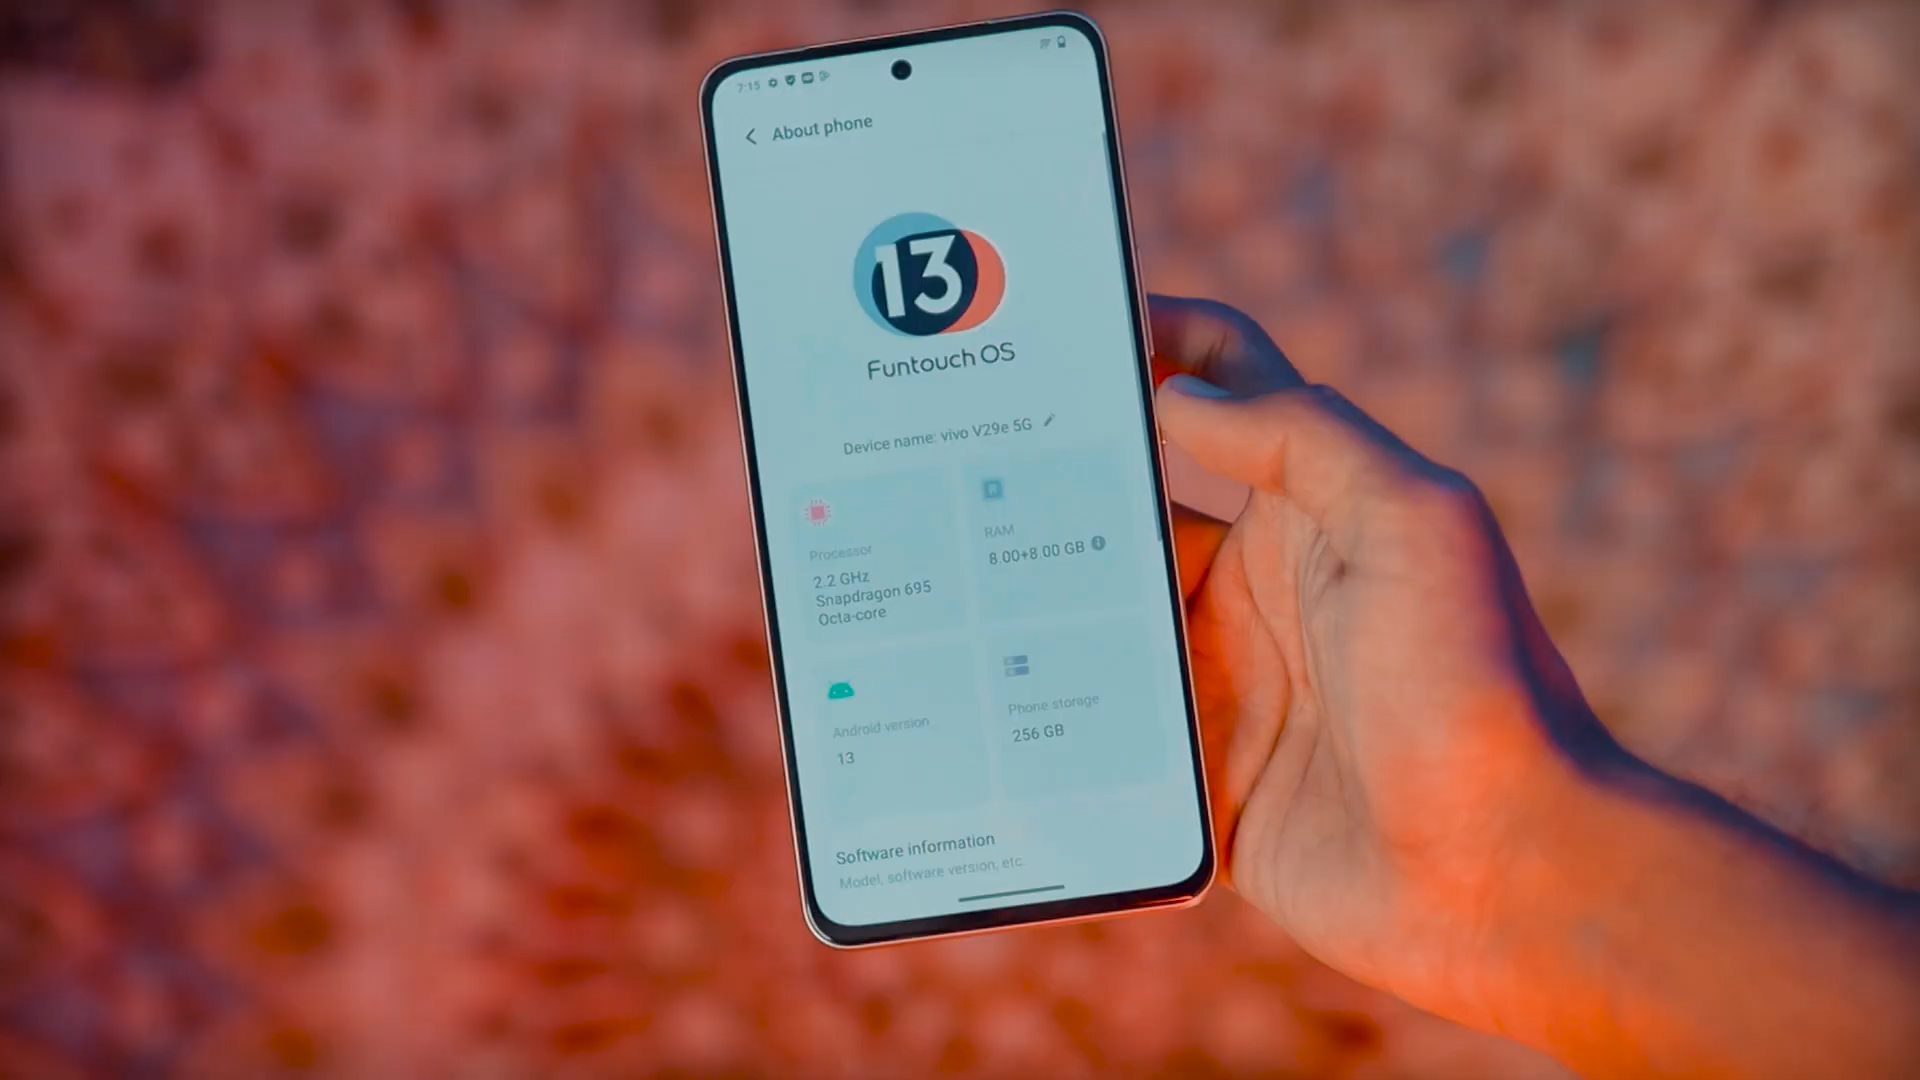 7:15
About phone
13
Funtouch OS
Device name: vivo V29e 5G
Processor
2.2 GHz
Snapdragon 695
Octa-core
R
RAM
8.00+8.00 GB
Android version
13
Phone storage
256 GB
Software information
Model, software version, etc.